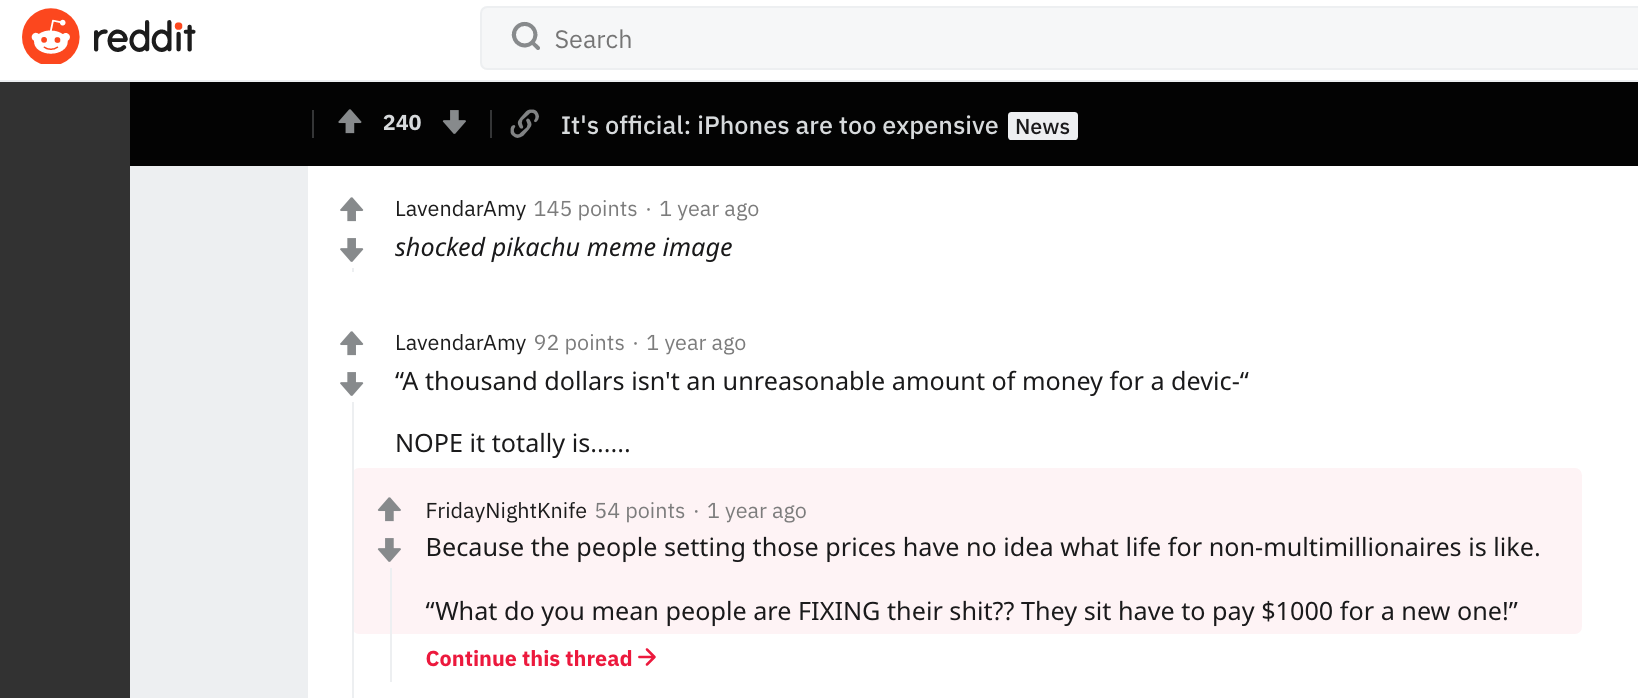 reddit
Search
240
It's official: iPhones are too expensive News
LavendarAmy 145 points · 1 year ago
shocked pikachu meme image
LavendarAmy 92 points · 1 year ago
“A thousand dollars isn't an unreasonable amount of money for a devic-“
NOPE it totally is......
FridayNightKnife 54 points · 1 year ago
Because the people setting those prices have no idea what life for non-multimillionaires is like.
“What do you mean people are FIXING their shit?? They sit have to pay $1000 for a new one!”
Continue this thread →